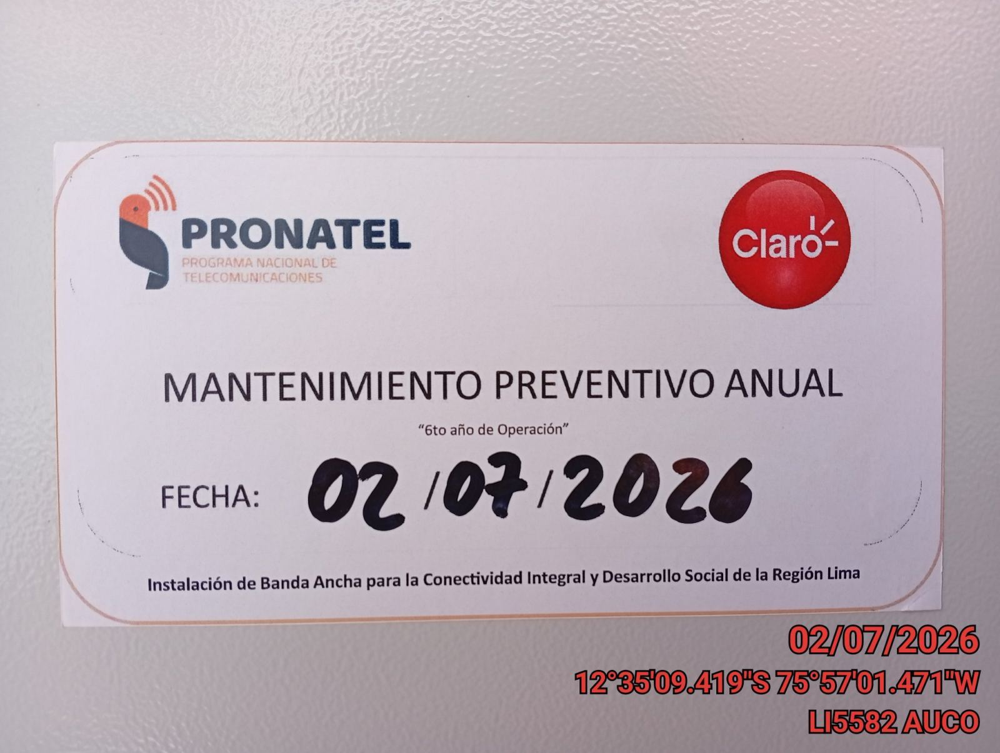 PRONATEL
PROGRAMA NACIONAL DE
TELECOMUNICACIONES
Claro
MANTENIMIENTO PREVENTIVO ANUAL
“6to año de Operación”
FECHA: 02/07/2026
Instalación de Banda Ancha para la Conectividad Integral y Desarrollo Social de la Región Lima
02/07/2026
12°35'09.419"S 75°57'01.471"W
LI5582 AUCO